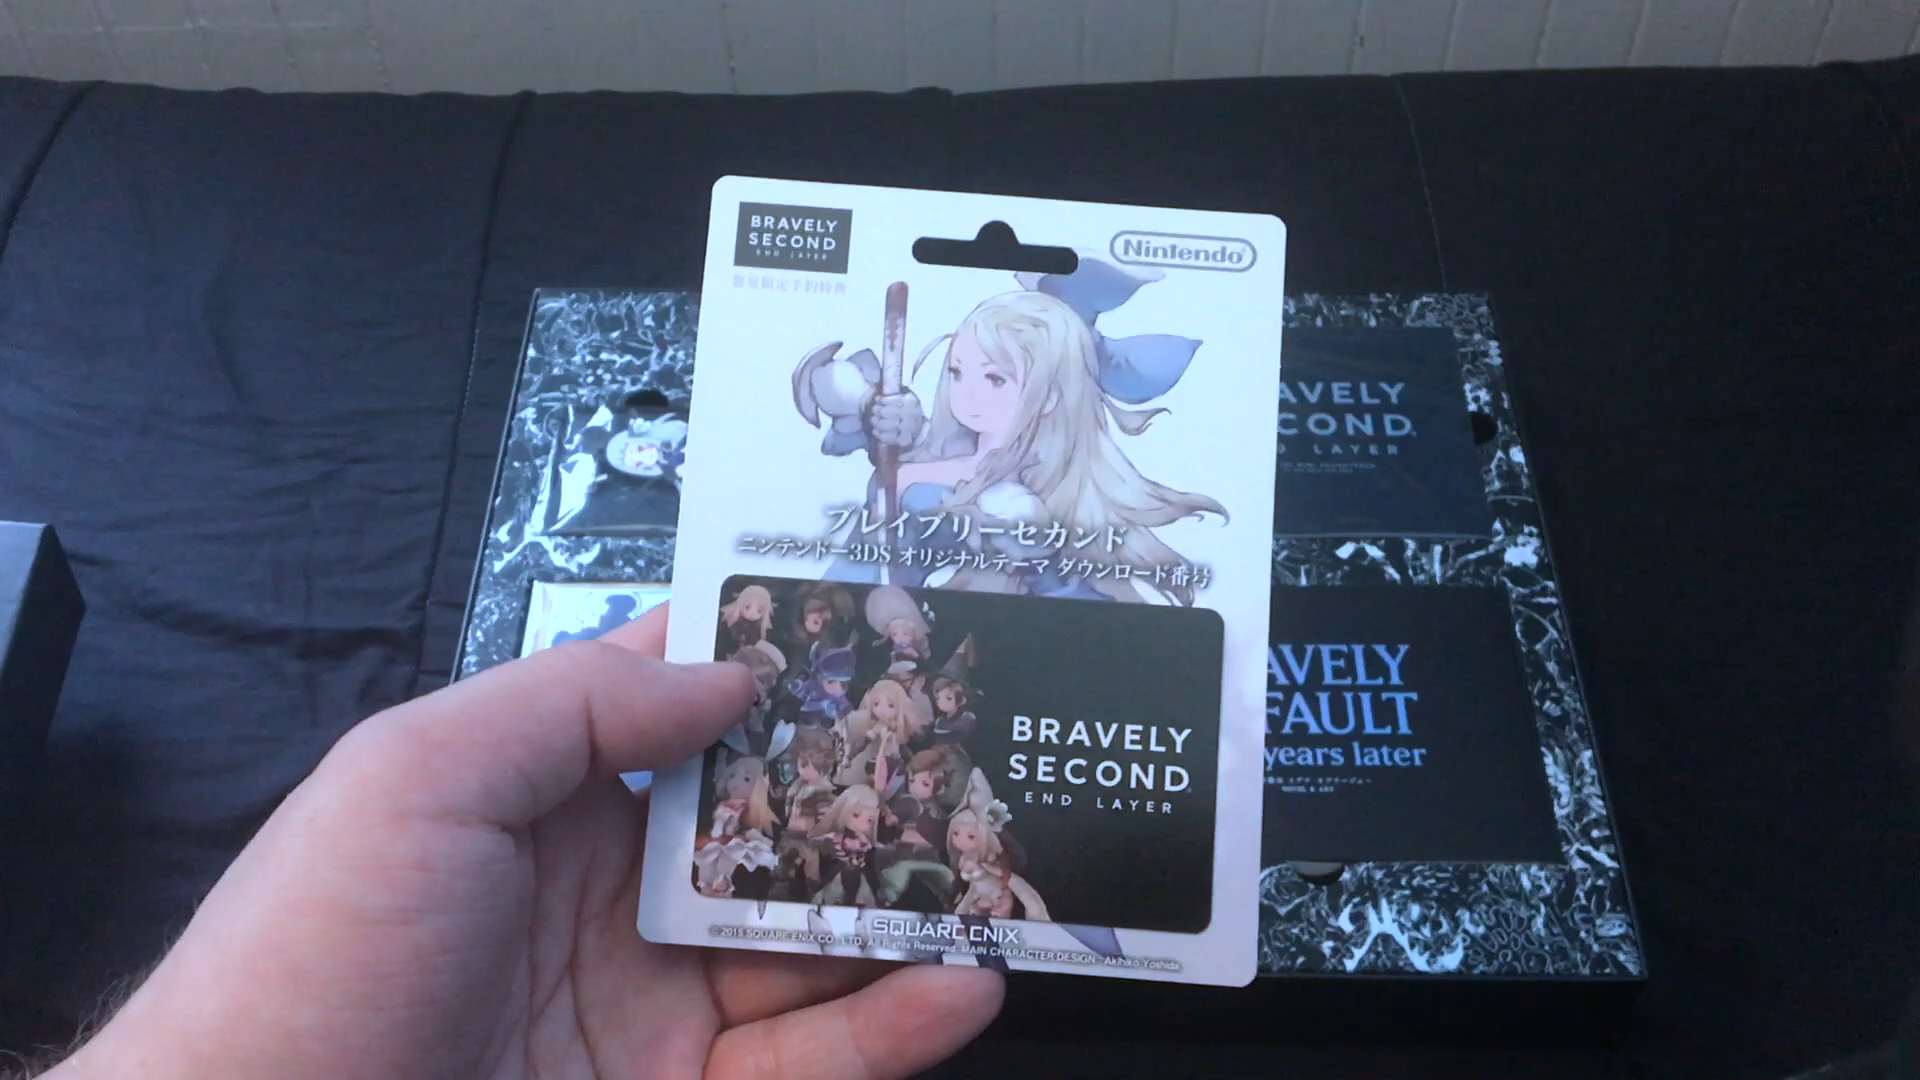 BRAVELY
SECOND
END LAYER
数量限定予約特典
Nintendo
ブレイブリーセカンド
ニンテンドー3DS オリジナルテーマ ダウンロード番号
BRAVELY
SECOND
END LAYER
SQUARE ENIX
© 2015 SQUARE ENIX CO., LTD. All Rights Reserved. MAIN CHARACTER DESIGN : Akihiko Yoshida
AVELY
COND
LAYER
AVELY
FAULT
years later